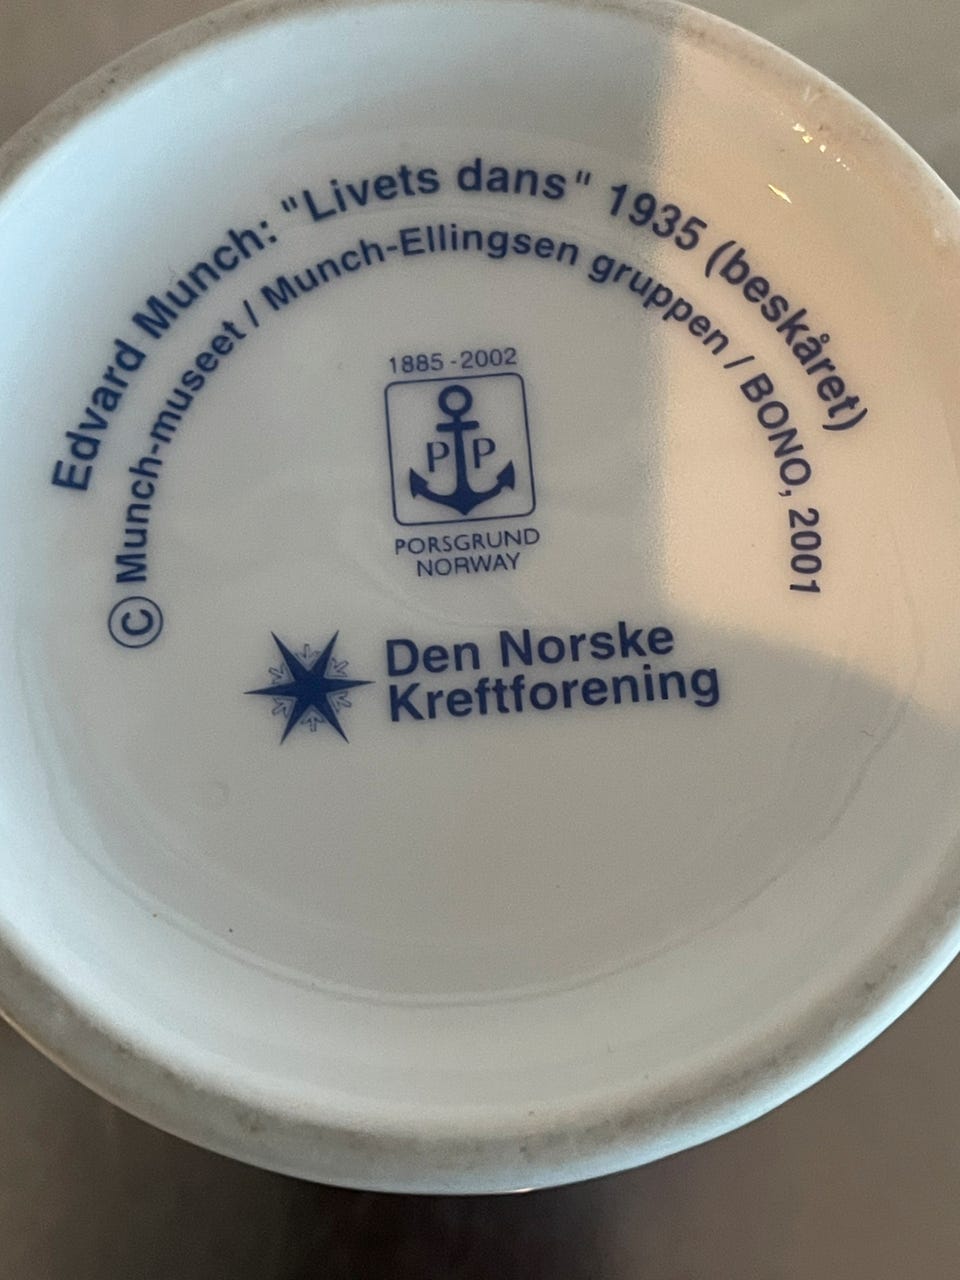 Edvard Munch: "Livets dans" 1935 (beskåret)
© Munch-museet / Munch-Ellingsen gruppen / BONO, 2001
1885 - 2002
P P
PORSGRUND
NORWAY
Den Norske
Kreftforening